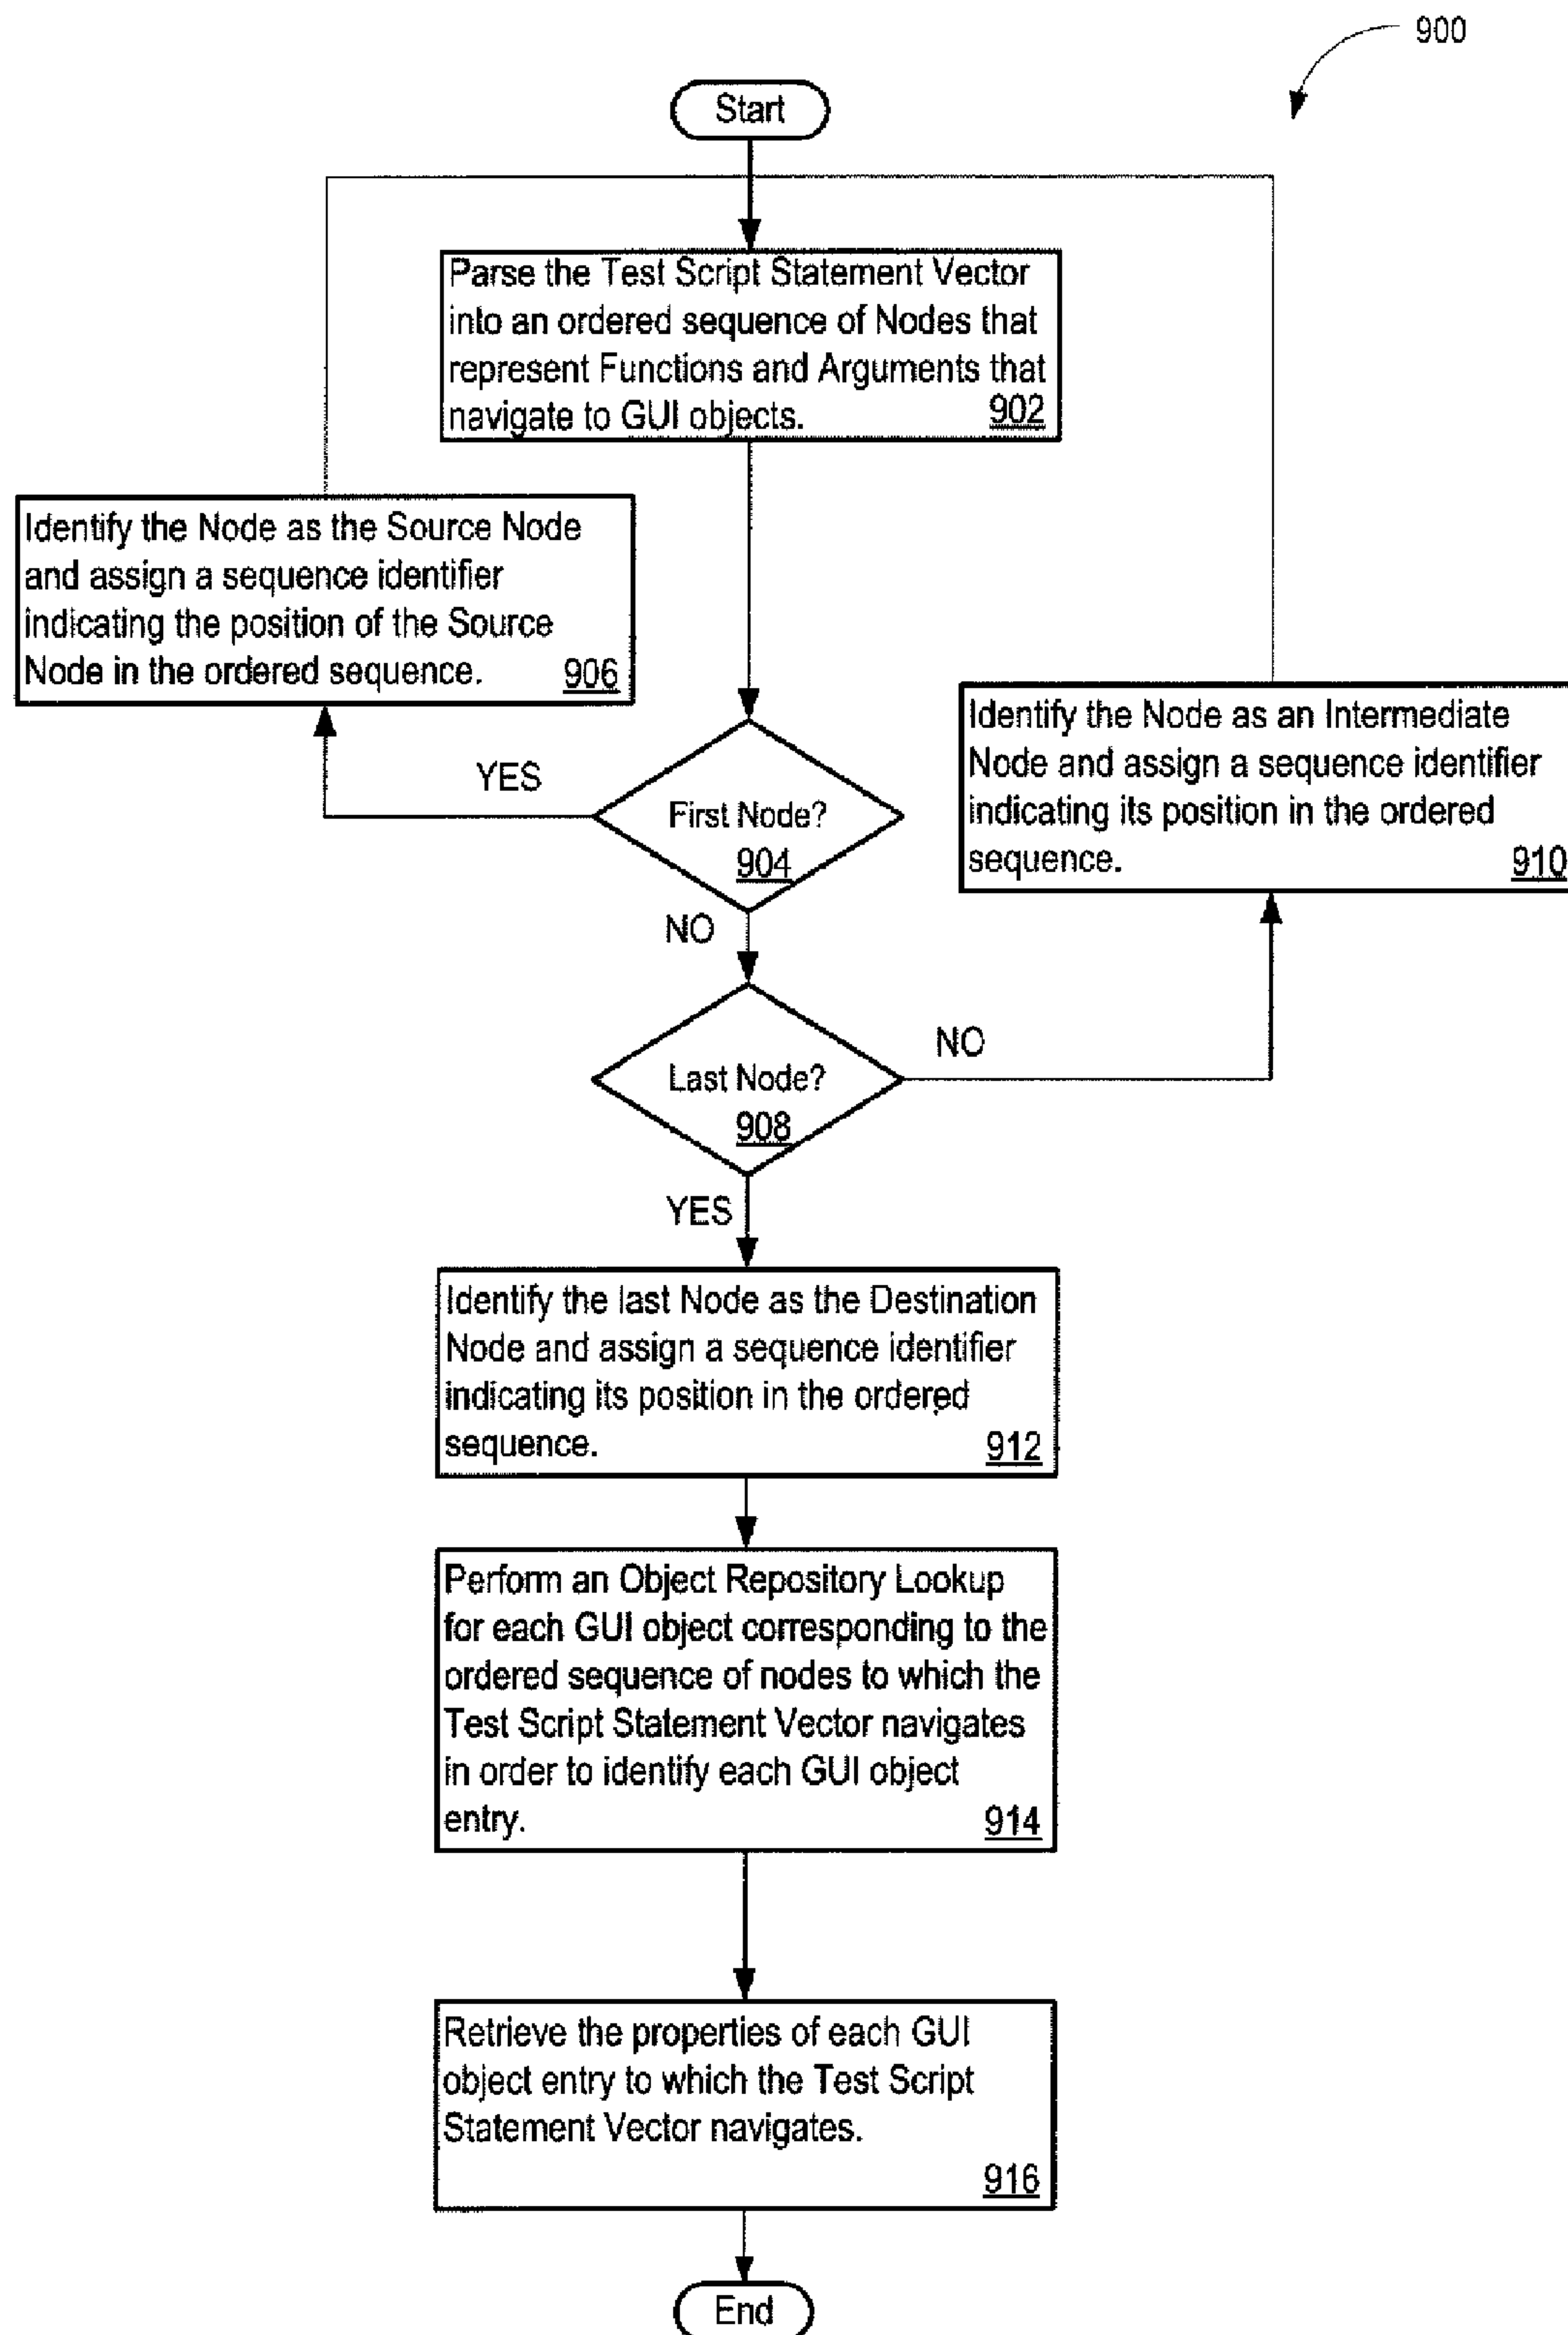 900
Start
Parse the Test Script Statement Vector
into an ordered sequence of Nodes that
represent Functions and Arguments that
navigate to GUI objects.
902
Identify the Node as the Source Node
and assign a sequence identifier
indicating the position of the Source
Node in the ordered sequence.
906
Identify the Node as an Intermediate
Node and assign a sequence identifier
indicating its position in the ordered
sequence.
910
YES
First Node?
904
NO
Last Node?
908
NO
YES
Identify the last Node as the Destination
Node and assign a sequence identifier
indicating its position in the ordered
sequence.
912
Perform an Object Repository Lookup
for each GUI object corresponding to the
ordered sequence of nodes to which the
Test Script Statement Vector navigates
in order to identify each GUI object
entry.
914
Retrieve the properties of each GUI
object entry to which the Test Script
Statement Vector navigates.
916
End